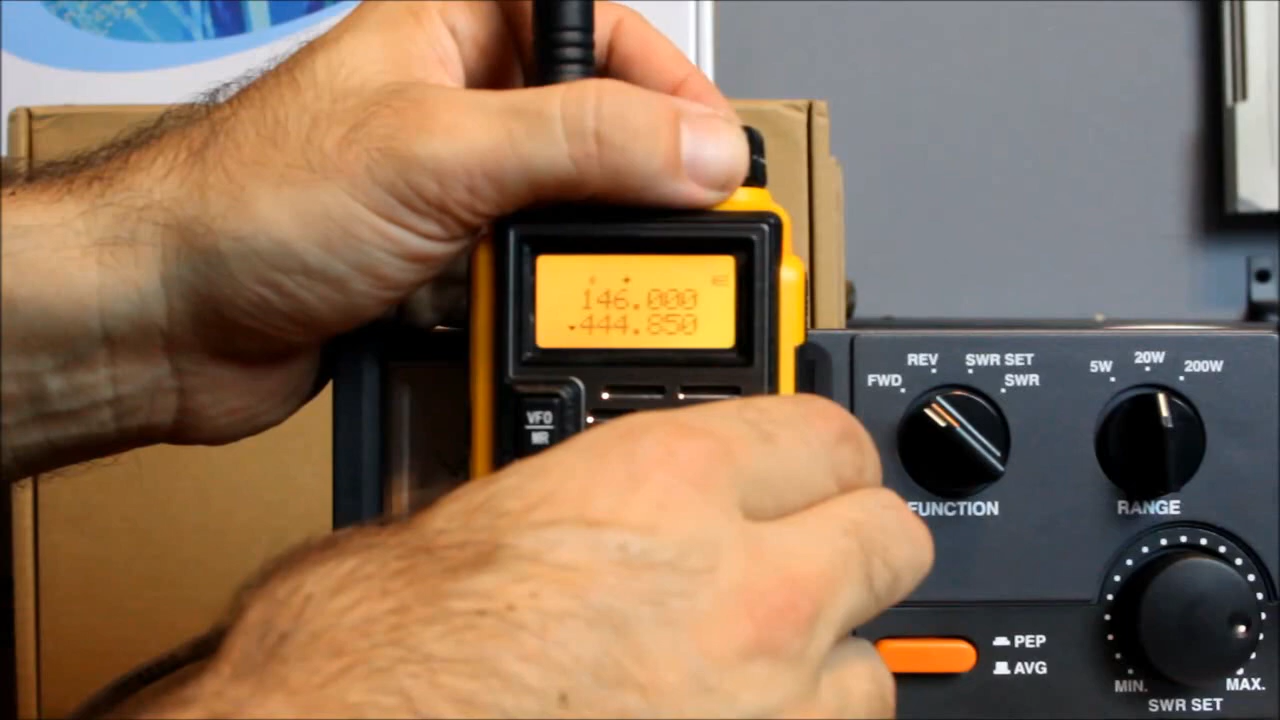 146.000
444.850
VFO
MR
FWD
REV
SWR SET
SWR
FUNCTION
5W
20W
200W
RANGE
PEP
AVG
MIN.
MAX.
SWR SET